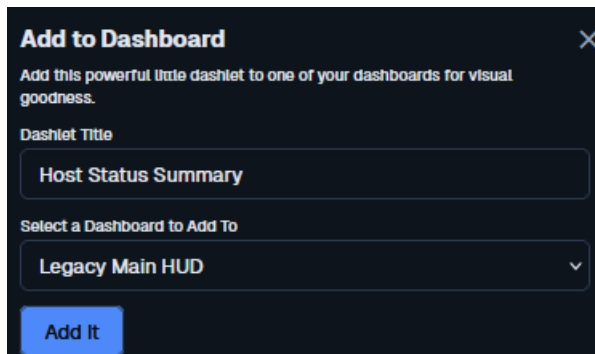 Add to Dashboard
Add this powerful little dashlet to one of your dashboards for visual
goodness.
Dashlet Title
Host Status Summary
Select a Dashboard to Add To
Legacy Main HUD
Add It